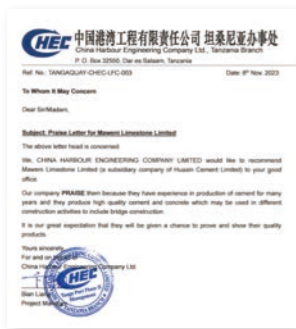 CHEC 中国港湾工程有限责任公司 坦桑尼亚办事处
China Harbour Engineering Company Ltd., Tanzania Branch
P. O. Box 32550, Dar es Salaam, Tanzania
Ref. No.: TANGAQUAY-CHEC-LFC-003 Date: 8th Nov. 2023
To Whom It May Concern
Dear Sir/Madam,
Subject: Praise Letter for Maweni Limestone Limited
The above letter head is concerned.
We, CHINA HARBOUR ENGINEERING COMPANY LIMITED would like to recommend
Maweni Limestone Limited (a subsidiary company of Huaxin Cement Limited) to your good
office.
Our company PRAISE them because they have experience in production of cement for many
years and they produce high quality cement and concrete which may be used in different
construction activities to include bridge construction.
It is our great expectation that they will be given a chance to prove and show their quality
products.
Yours sincerely,
For and on
China Harbour Engineering Company Ltd.
CHEC
Bian
Project Manager